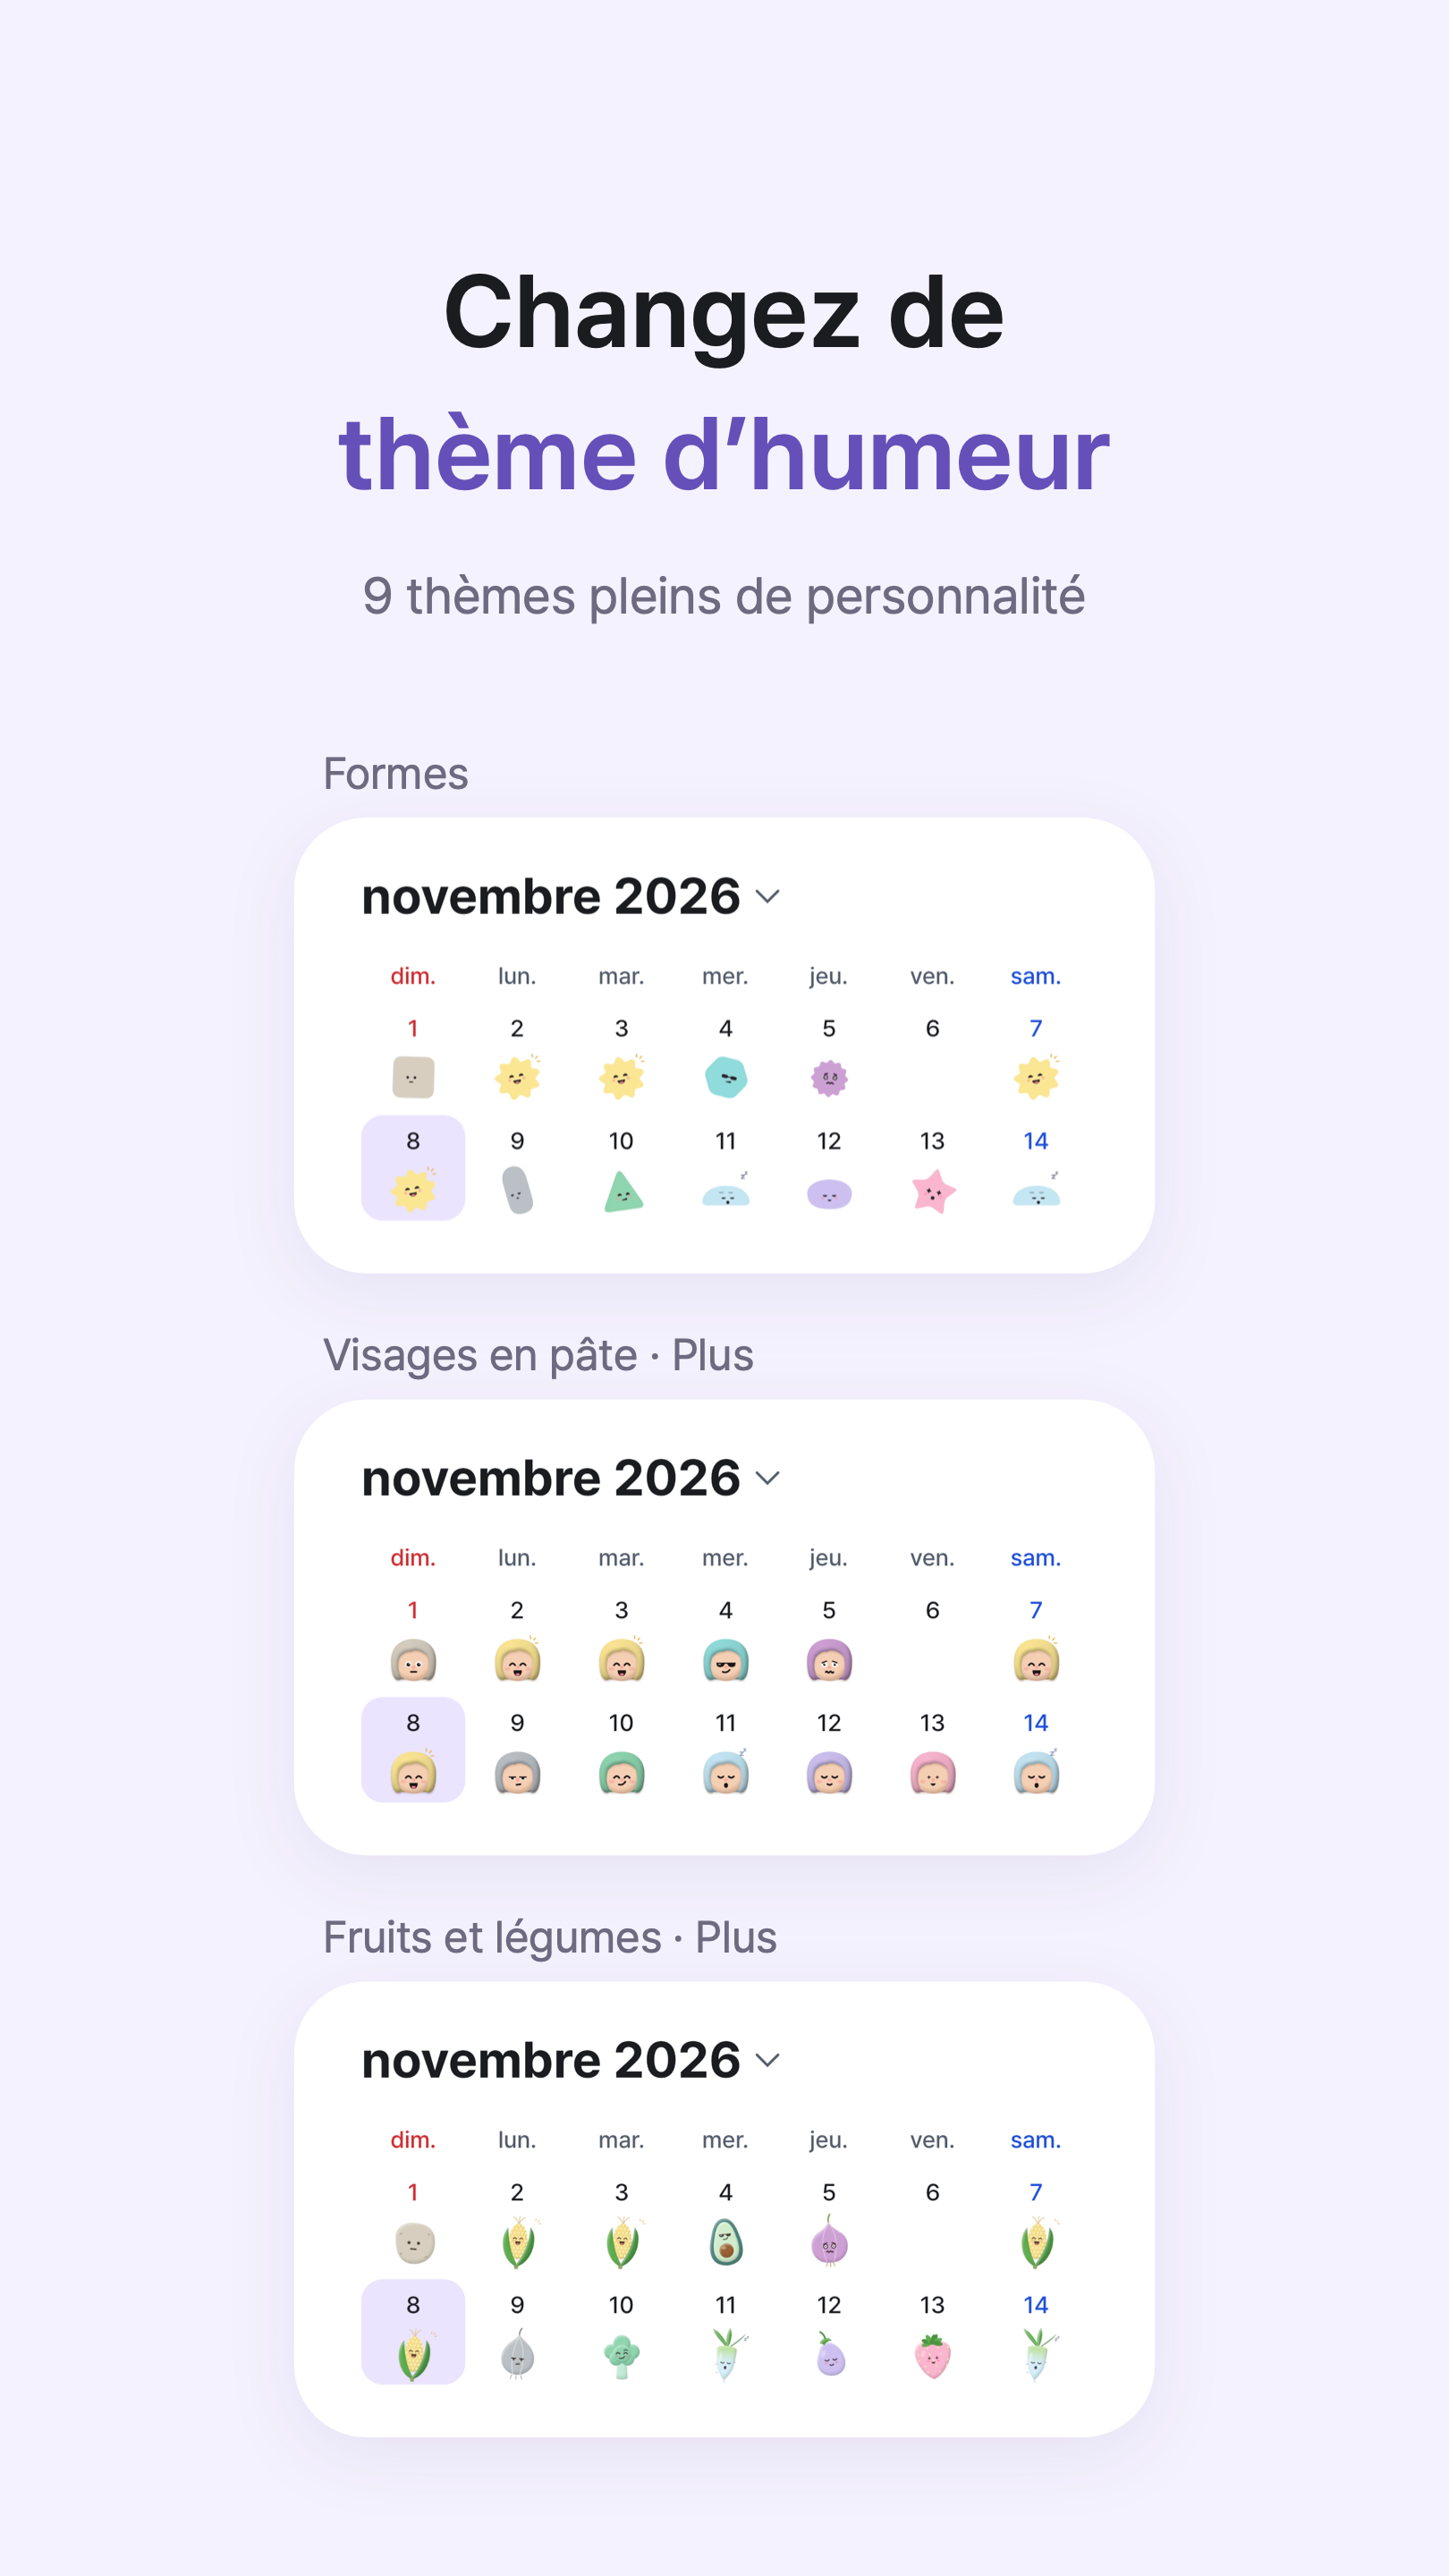 Changez de
thème d’humeur
9 thèmes pleins de personnalité
Formes
novembre 2026
dim. lun. mar. mer. jeu. ven. sam.
1 2 3 4 5 6 7
8 9 10 11 12 13 14
Visages en pâte · Plus
novembre 2026
dim. lun. mar. mer. jeu. ven. sam.
1 2 3 4 5 6 7
8 9 10 11 12 13 14
Fruits et légumes · Plus
novembre 2026
dim. lun. mar. mer. jeu. ven. sam.
1 2 3 4 5 6 7
8 9 10 11 12 13 14